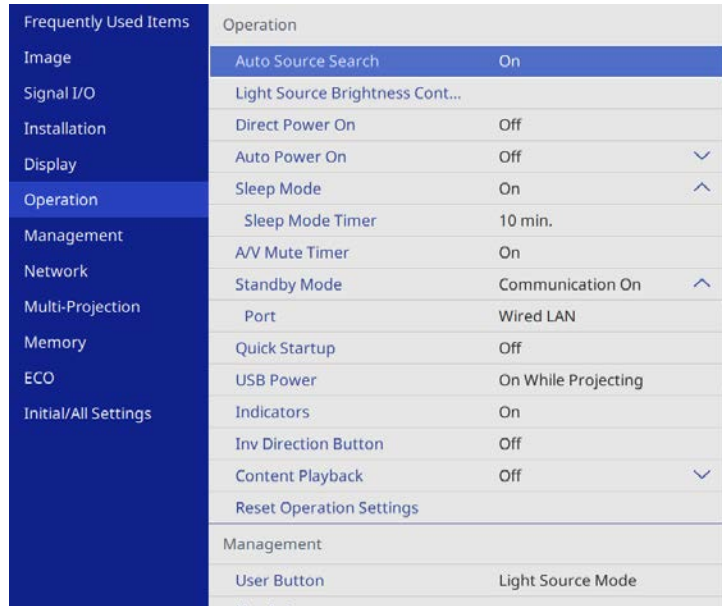 Frequently Used Items
Image
Signal I/O
Installation
Display
Operation
Management
Network
Multi-Projection
Memory
ECO
Initial/All Settings
Operation
Auto Source Search On
Light Source Brightness Cont...
Direct Power On Off
Auto Power On Off
Sleep Mode On
Sleep Mode Timer 10 min.
A/V Mute Timer On
Standby Mode Communication On
Port Wired LAN
Quick Startup Off
USB Power On While Projecting
Indicators On
Inv Direction Button Off
Content Playback Off
Reset Operation Settings
Management
User Button Light Source Mode